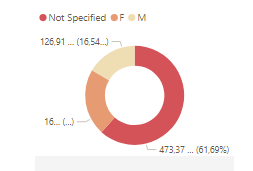 Not Specified F M
126,91 ... (16,54...)
16... (...)
473,37 ... (61,69%)